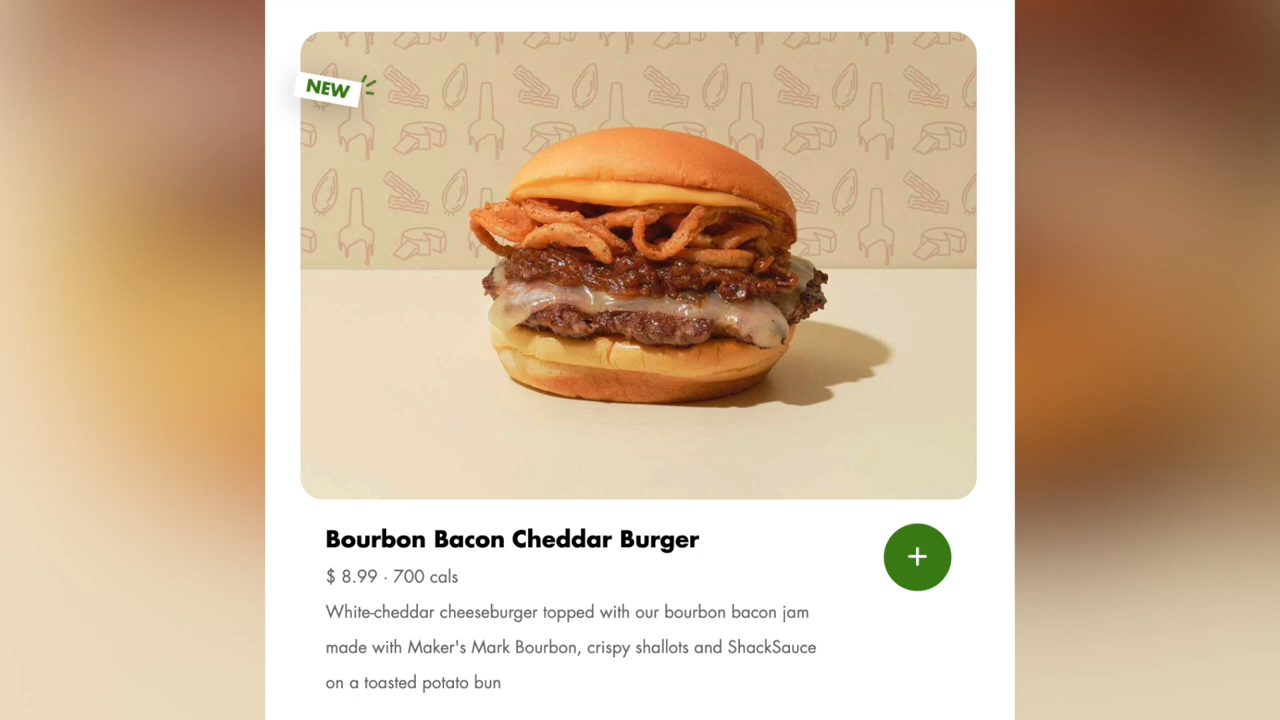 NEW
Bourbon Bacon Cheddar Burger
$ 8.99 · 700 cals
White-cheddar cheeseburger topped with our bourbon bacon jam
made with Maker's Mark Bourbon, crispy shallots and ShackSauce
on a toasted potato bun